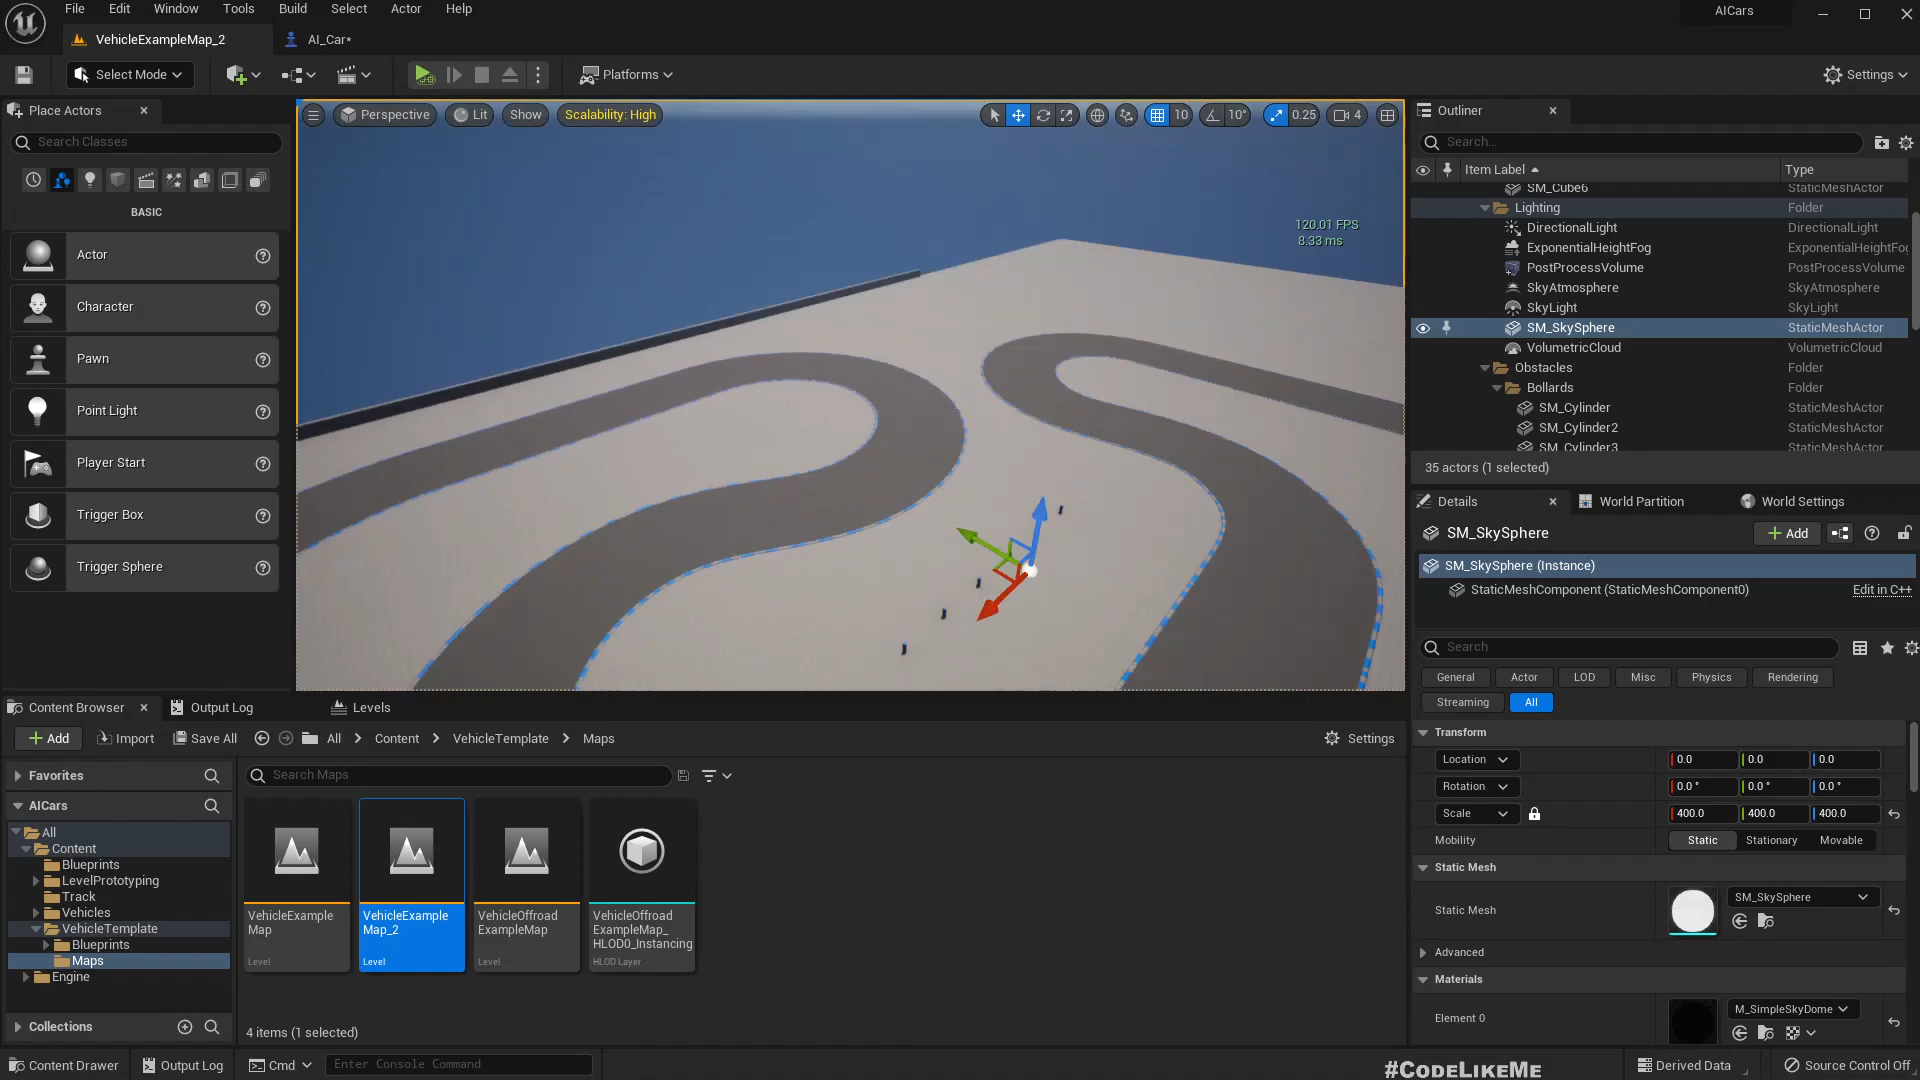 File Edit Window Tools Build Select Actor Help
AICars
VehicleExampleMap_2
AI_Car*
Select Mode
Platforms
Settings
Place Actors
Search Classes
BASIC
Actor
Character
Pawn
Point Light
Player Start
Trigger Box
Trigger Sphere
Perspective Lit Show Scalability: High
10 10° 0.25 4
120.01 FPS
8.33 ms
Outliner
Search...
Item Label Type
SM_Cube6 StaticMeshActor
Lighting Folder
DirectionalLight DirectionalLight
ExponentialHeightFog ExponentialHeightFog
PostProcessVolume PostProcessVolume
SkyAtmosphere SkyAtmosphere
SkyLight SkyLight
SM_SkySphere StaticMeshActor
VolumetricCloud VolumetricCloud
Obstacles Folder
Bollards Folder
SM_Cylinder StaticMeshActor
SM_Cylinder2 StaticMeshActor
SM_Cylinder3 StaticMeshActor
35 actors (1 selected)
Details World Partition World Settings
SM_SkySphere
Add
SM_SkySphere (Instance)
StaticMeshComponent (StaticMeshComponent0) Edit in C++
Search
General Actor LOD Misc Physics Rendering
Streaming All
Transform
Location 0.0 0.0 0.0
Rotation 0.0 ° 0.0 ° 0.0 °
Scale 400.0 400.0 400.0
Mobility Static Stationary Movable
Static Mesh
Static Mesh SM_SkySphere
Advanced
Materials
Element 0 M_SimpleSkyDome
Content Browser Output Log Levels
Add Import Save All All Content VehicleTemplate Maps Settings
Favorites
AICars
All
Content
Blueprints
LevelPrototyping
Track
Vehicles
VehicleTemplate
Blueprints
Maps
Engine
Collections
Search Maps
VehicleExample
Map
Level
VehicleExample
Map_2
Level
VehicleOffroad
ExampleMap
Level
VehicleOffroad
ExampleMap_
HLOD0_Instancing
HLOD Layer
4 items (1 selected)
Content Drawer Output Log Cmd Enter Console Command
#CODELIKEME
Derived Data Source Control Off